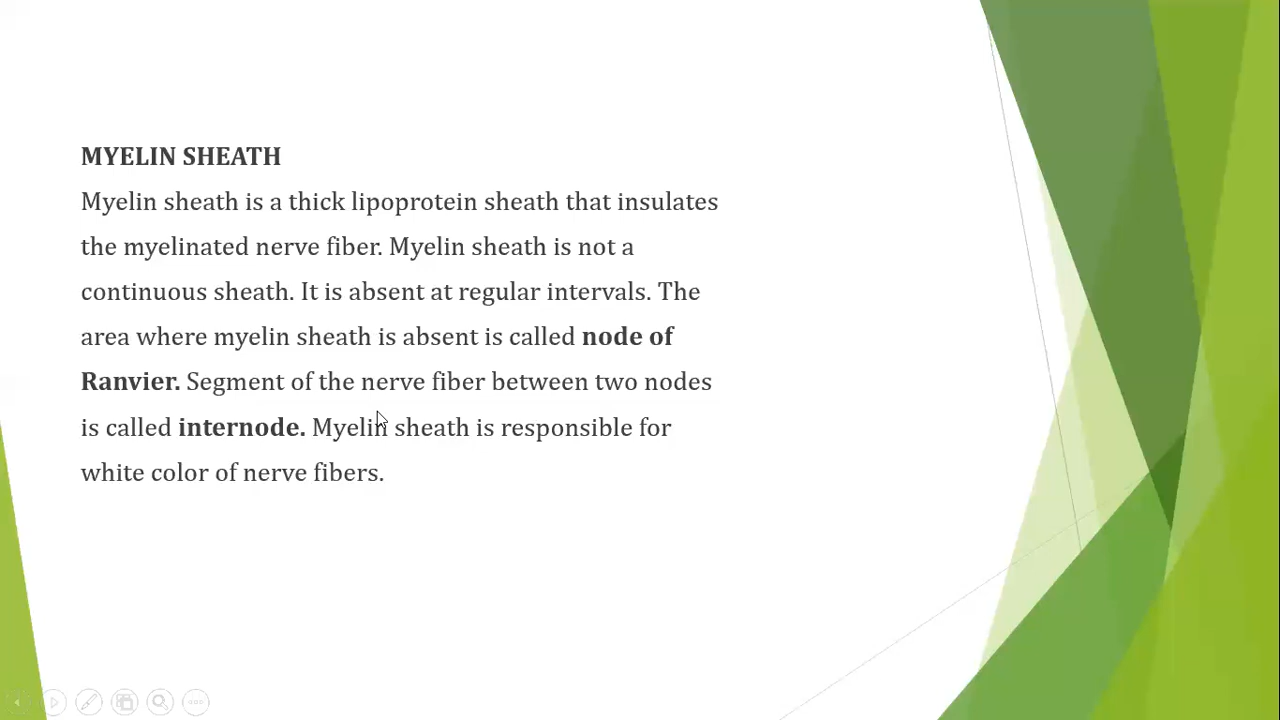 MYELIN SHEATH
Myelin sheath is a thick lipoprotein sheath that insulates
the myelinated nerve fiber. Myelin sheath is not a
continuous sheath. It is absent at regular intervals. The
area where myelin sheath is absent is called node of
Ranvier. Segment of the nerve fiber between two nodes
is called internode. Myelin sheath is responsible for
white color of nerve fibers.